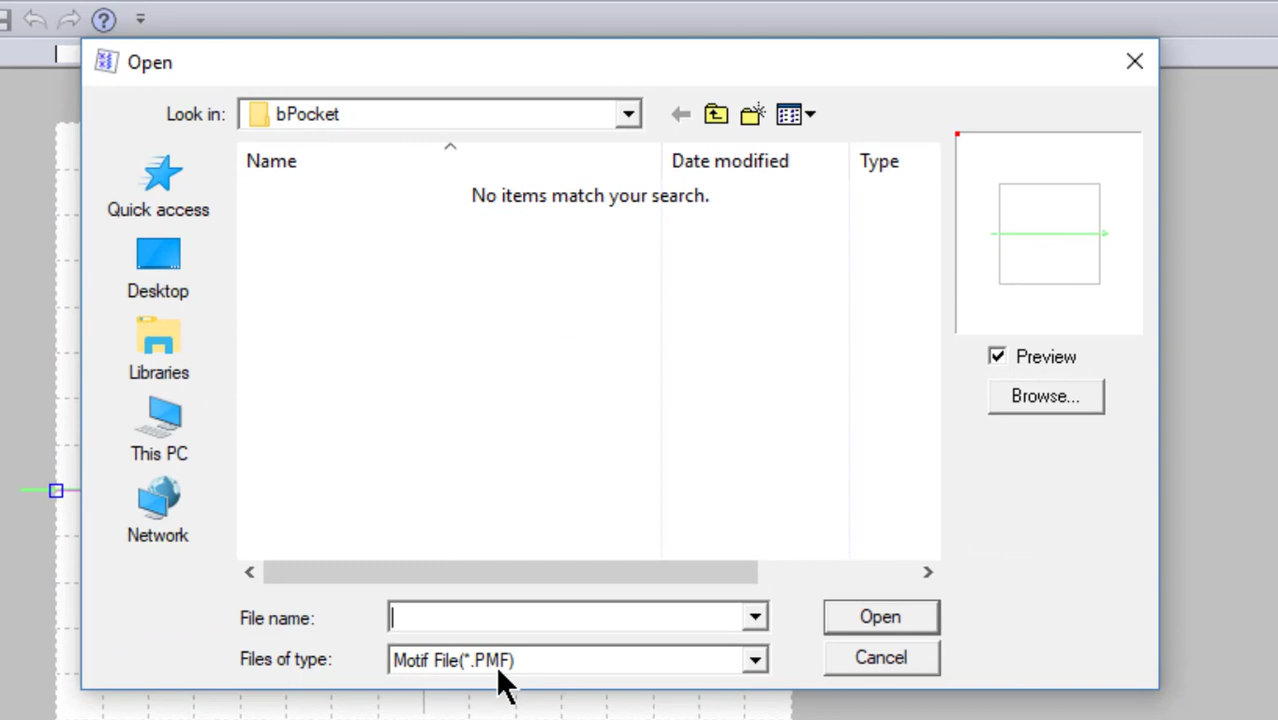 Open
Look in:
bPocket
Name
Date modified
Type
No items match your search.
Quick access
Desktop
Libraries
This PC
Network
Preview
Browse...
File name:
Open
Files of type:
Motif File(*.PMF)
Cancel